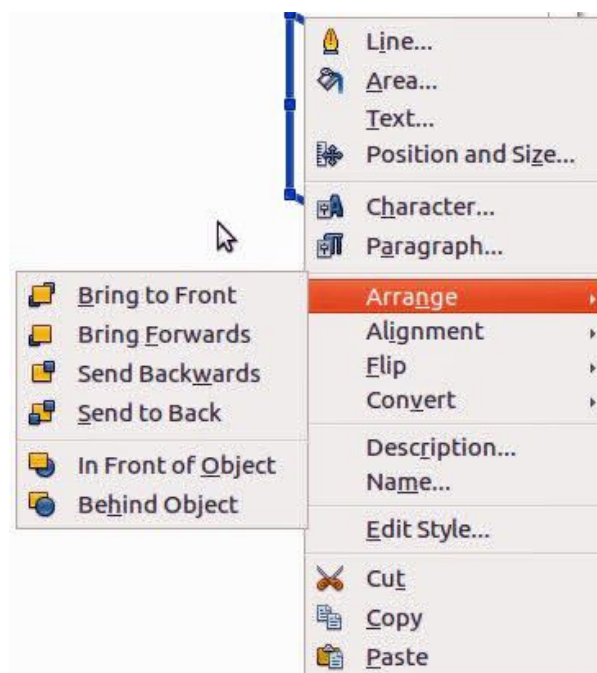 Line...
Area...
Text...
Position and Size...
Character...
Paragraph...
Arrange
Alignment
Flip
Convert
Description...
Name...
Edit Style...
Cut
Copy
Paste
Bring to Front
Bring Forwards
Send Backwards
Send to Back
In Front of Object
Behind Object